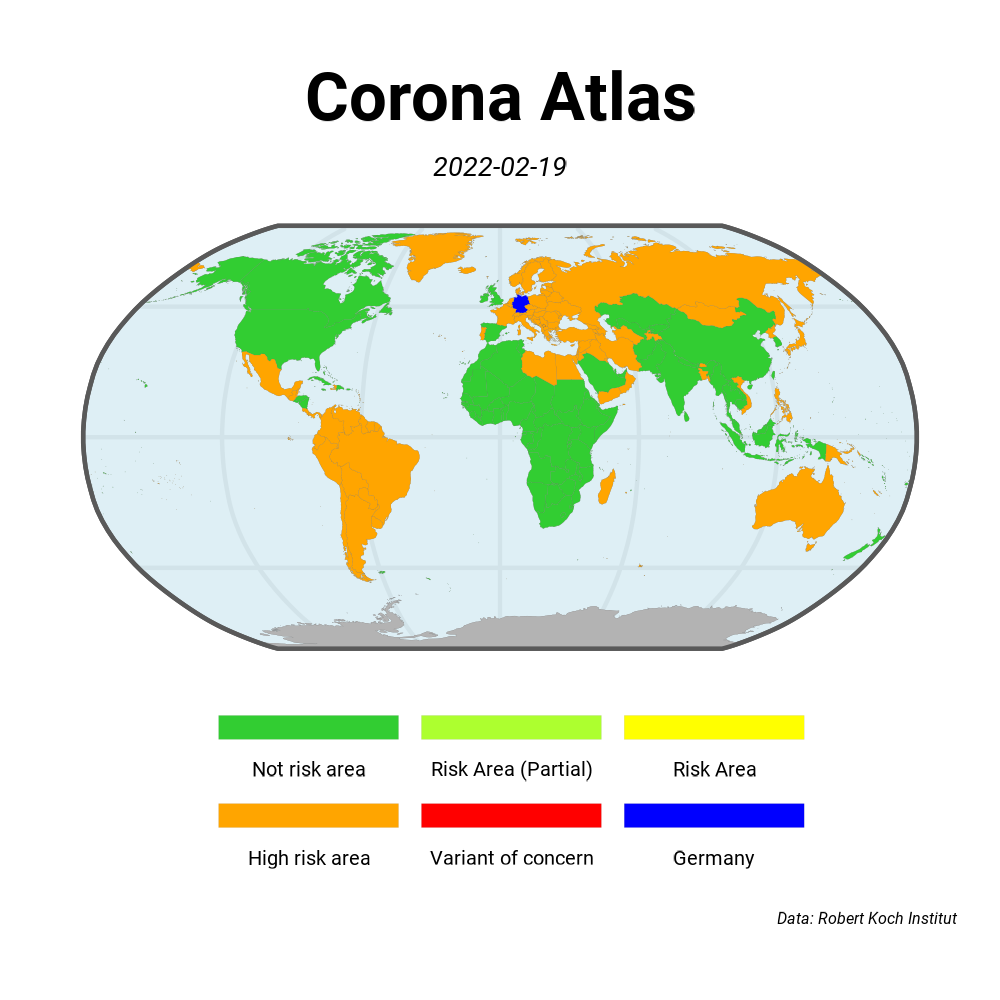 Corona Atlas
2022-02-19
Not risk area
Risk Area (Partial)
Risk Area
High risk area
Variant of concern
Germany
Data: Robert Koch Institut